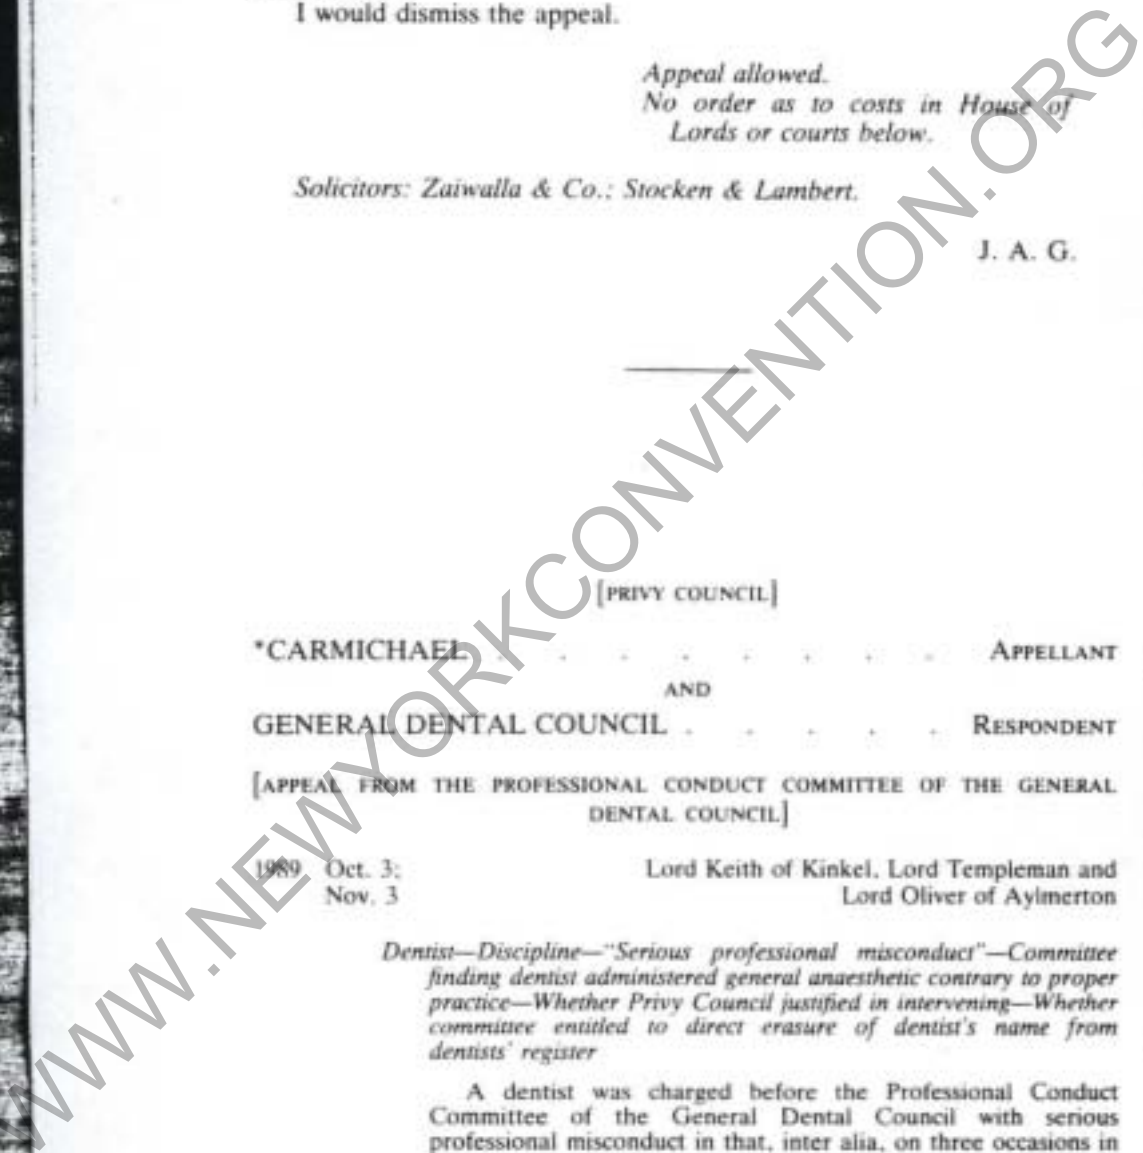 I would dismiss the appeal.
Appeal allowed.
No order as to costs in House of
Lords or courts below.
Solicitors: Zaiwalla & Co.; Stocken & Lambert.
J. A. G.
[PRIVY COUNCIL]
*CARMICHAEL . . . . . . . . APPELLANT
AND
GENERAL DENTAL COUNCIL . . . . . RESPONDENT
[APPEAL FROM THE PROFESSIONAL CONDUCT COMMITTEE OF THE GENERAL
DENTAL COUNCIL]
1989 Oct. 3; Lord Keith of Kinkel, Lord Templeman and
Nov. 3 Lord Oliver of Aylmerton
Dentist—Discipline—"Serious professional misconduct"—Committee
finding dentist administered general anaesthetic contrary to proper
practice—Whether Privy Council justified in intervening—Whether
committee entitled to direct erasure of dentist's name from
dentists' register
A dentist was charged before the Professional Conduct
Committee of the General Dental Council with serious
professional misconduct in that, inter alia, on three occasions in
WWW.NEWYORKCONVENTION.ORG